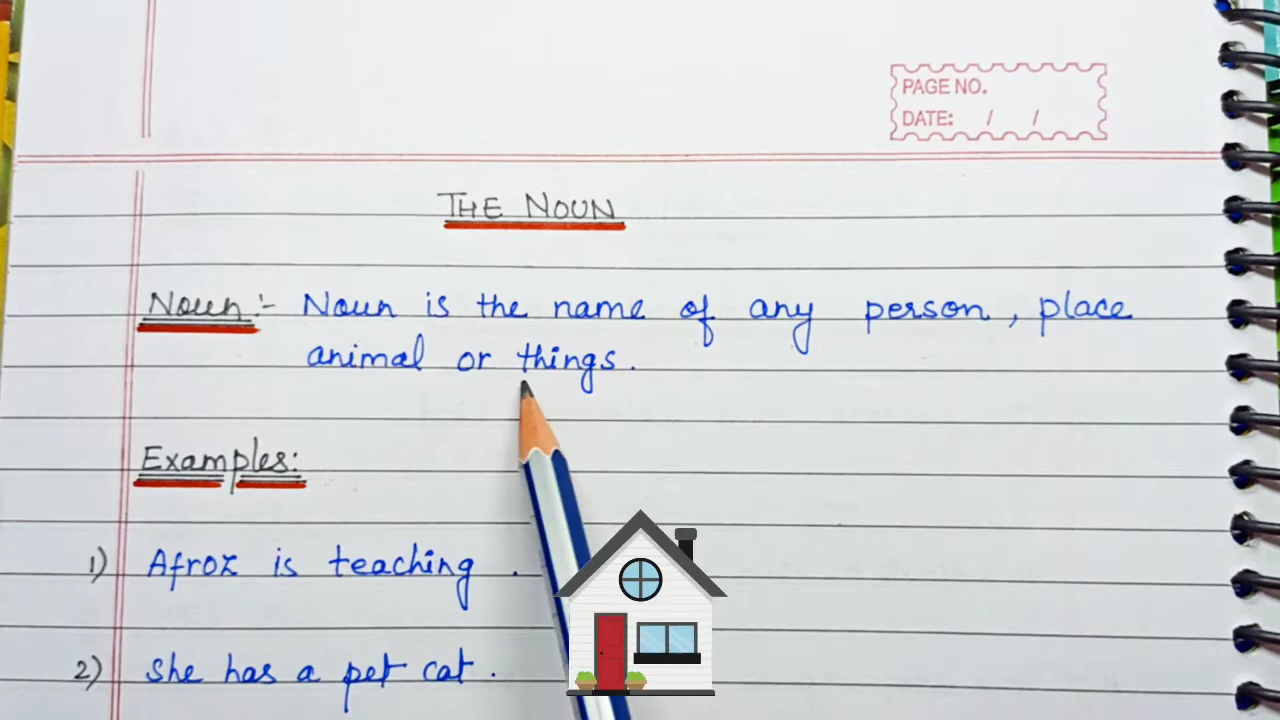 PAGE NO.
DATE: / /
THE NOUN
Noun :- Noun is the name of any person, place
animal or things.
Examples:
1) Afroz is teaching .
2) She has a pet cat .